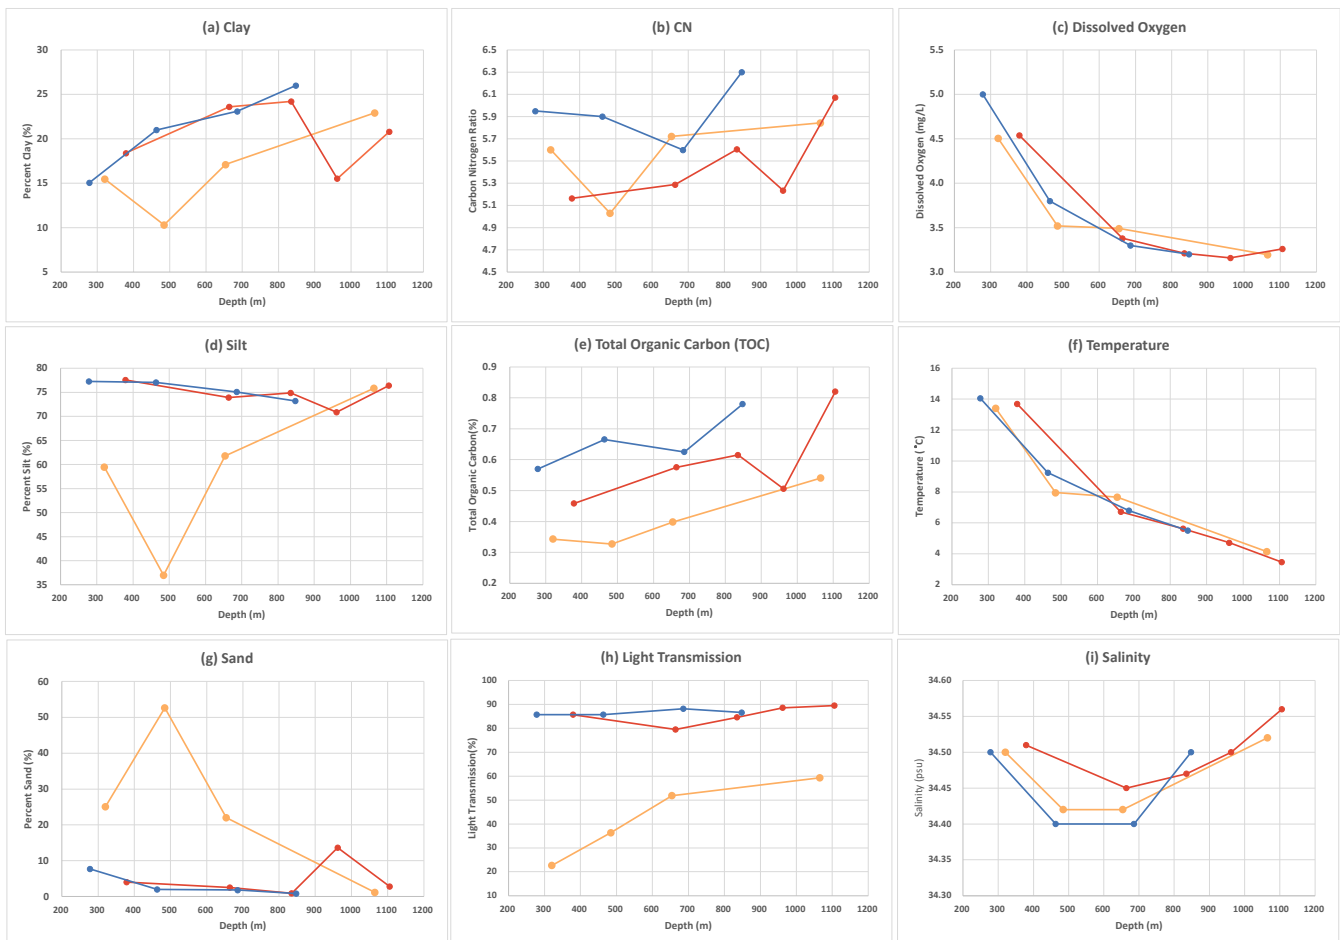 (a) Clay
30
25
20
15
10
5
Percent Clay (%)
200 300 400 500 600 700 800 900 1000 1100 1200
Depth (m)
(b) CN
6.5
6.3
6.1
5.9
5.7
5.5
5.3
5.1
4.9
4.7
4.5
Carbon Nitrogen Ratio
200 300 400 500 600 700 800 900 1000 1100 1200
Depth (m)
(c) Dissolved Oxygen
5.5
5.0
4.5
4.0
3.5
3.0
Dissolved Oxygen (mg/L)
200 300 400 500 600 700 800 900 1000 1100 1200
Depth (m)
(d) Silt
80
75
70
65
60
55
50
45
40
35
Percent Silt (%)
200 300 400 500 600 700 800 900 1000 1100 1200
Depth (m)
(e) Total Organic Carbon (TOC)
0.9
0.8
0.7
0.6
0.5
0.4
0.3
0.2
Total Organic Carbon(%)
200 300 400 500 600 700 800 900 1000 1100 1200
Depth (m)
(f) Temperature
16
14
12
10
8
6
4
2
Temperature (˚C)
200 300 400 500 600 700 800 900 1000 1100 1200
Depth (m)
(g) Sand
60
50
40
30
20
10
0
Percent Sand (%)
200 300 400 500 600 700 800 900 1000 1100 1200
Depth (m)
(h) Light Transmission
100
90
80
70
60
50
40
30
20
10
Light Transmission(%)
200 300 400 500 600 700 800 900 1000 1100 1200
Depth (m)
(i) Salinity
34.60
34.55
34.50
34.45
34.40
34.35
34.30
Salinity (psu)
200 300 400 500 600 700 800 900 1000 1100 1200
Depth (m)